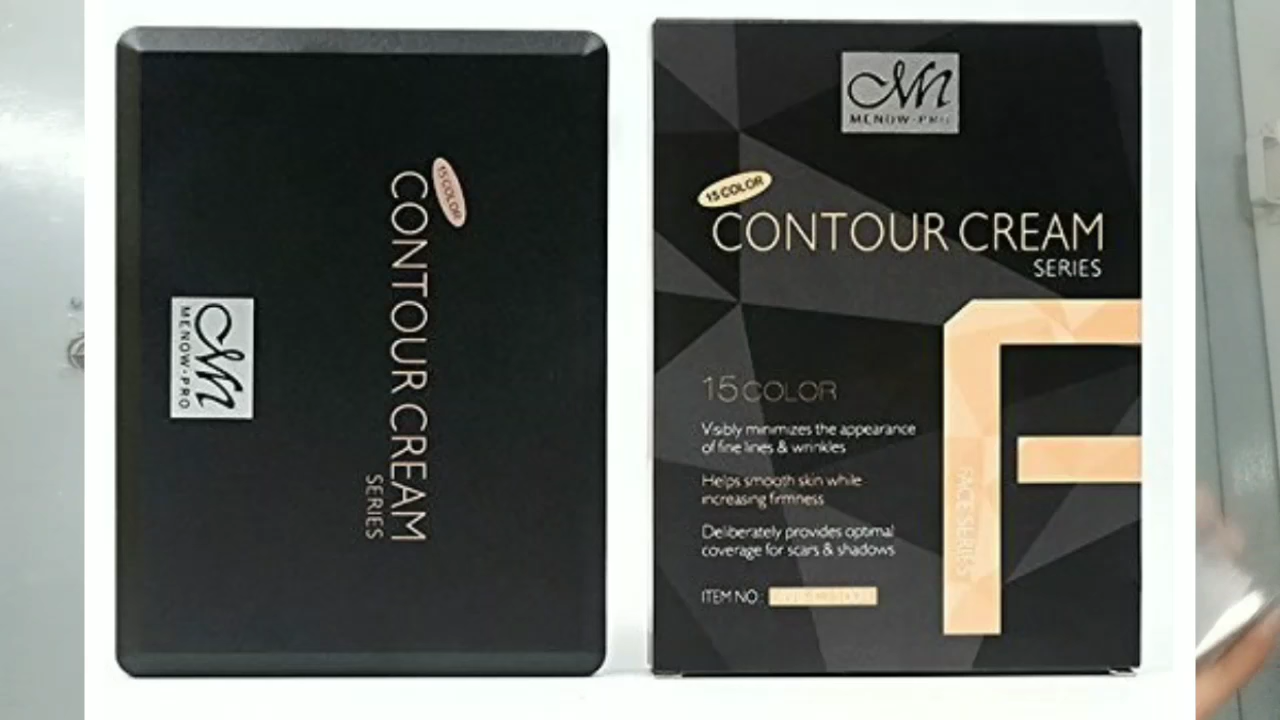 15 COLOR
CONTOUR CREAM
SERIES
MENOW-PRO
MENOW-PRO
15 COLOR
CONTOUR CREAM
SERIES
15 COLOR
Visibly minimizes the appearance
of fine lines & wrinkles
Helps smooth skin while
increasing firmness
Deliberately provides optimal
coverage for scars & shadows
ITEM NO:
FACE SERIES